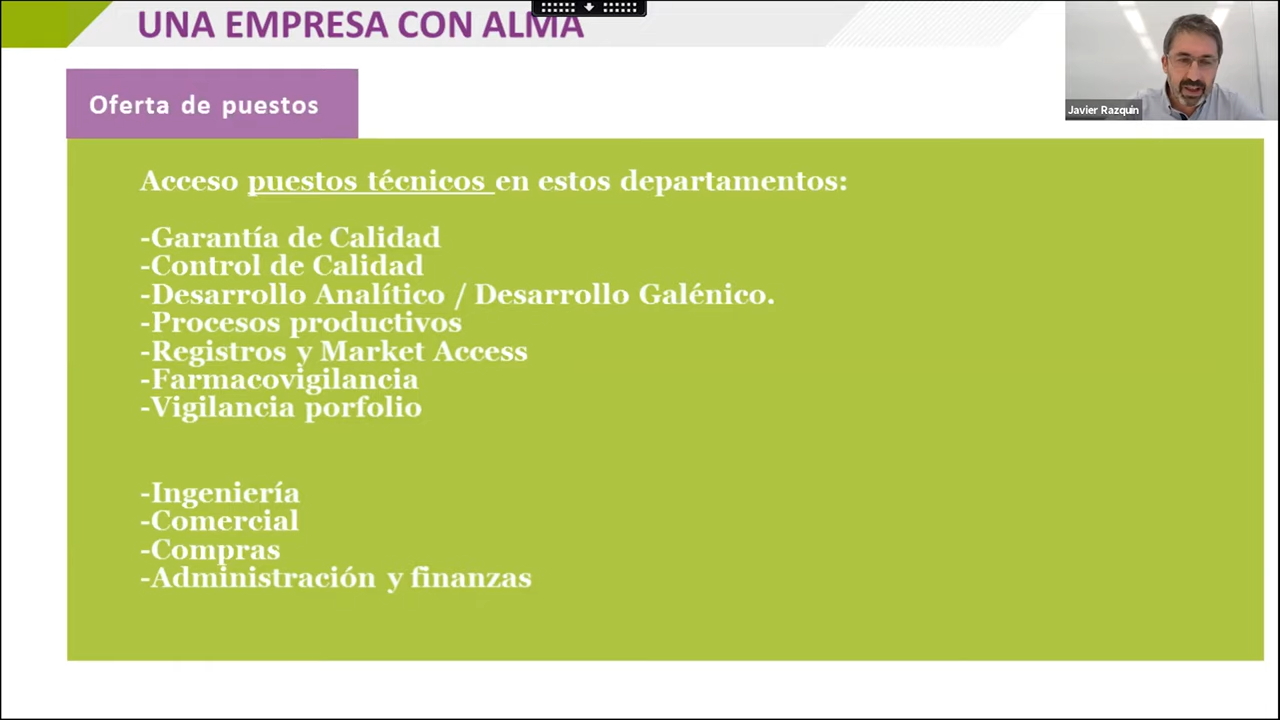 UNA EMPRESA CON ALMA
Oferta de puestos
Javier Razquin
Acceso puestos técnicos en estos departamentos:
-Garantía de Calidad
-Control de Calidad
-Desarrollo Analítico / Desarrollo Galénico.
-Procesos productivos
-Registros y Market Access
-Farmacovigilancia
-Vigilancia porfolio
-Ingeniería
-Comercial
-Compras
-Administración y finanzas